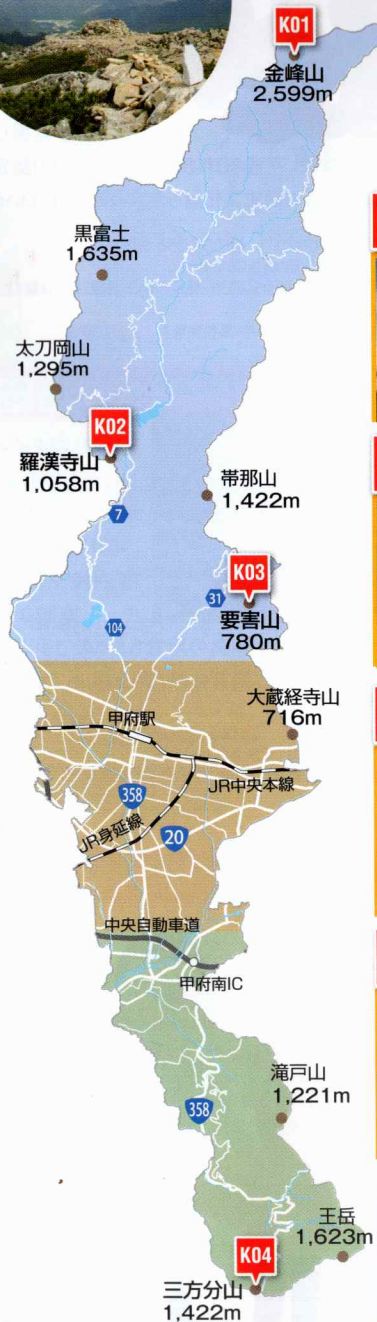 K01
金峰山
2,599m
黒富士
1,635m
太刀岡山
1,295m
K02
羅漢寺山
1,058m
帯那山
1,422m
7
K03
31
要害山
780m
104
大蔵経寺山
716m
甲府駅
JR中央本線
358
JR身延線
20
中央自動車道
甲府南IC
滝戸山
1,221m
358
王岳
1,623m
K04
三方分山
1,422m